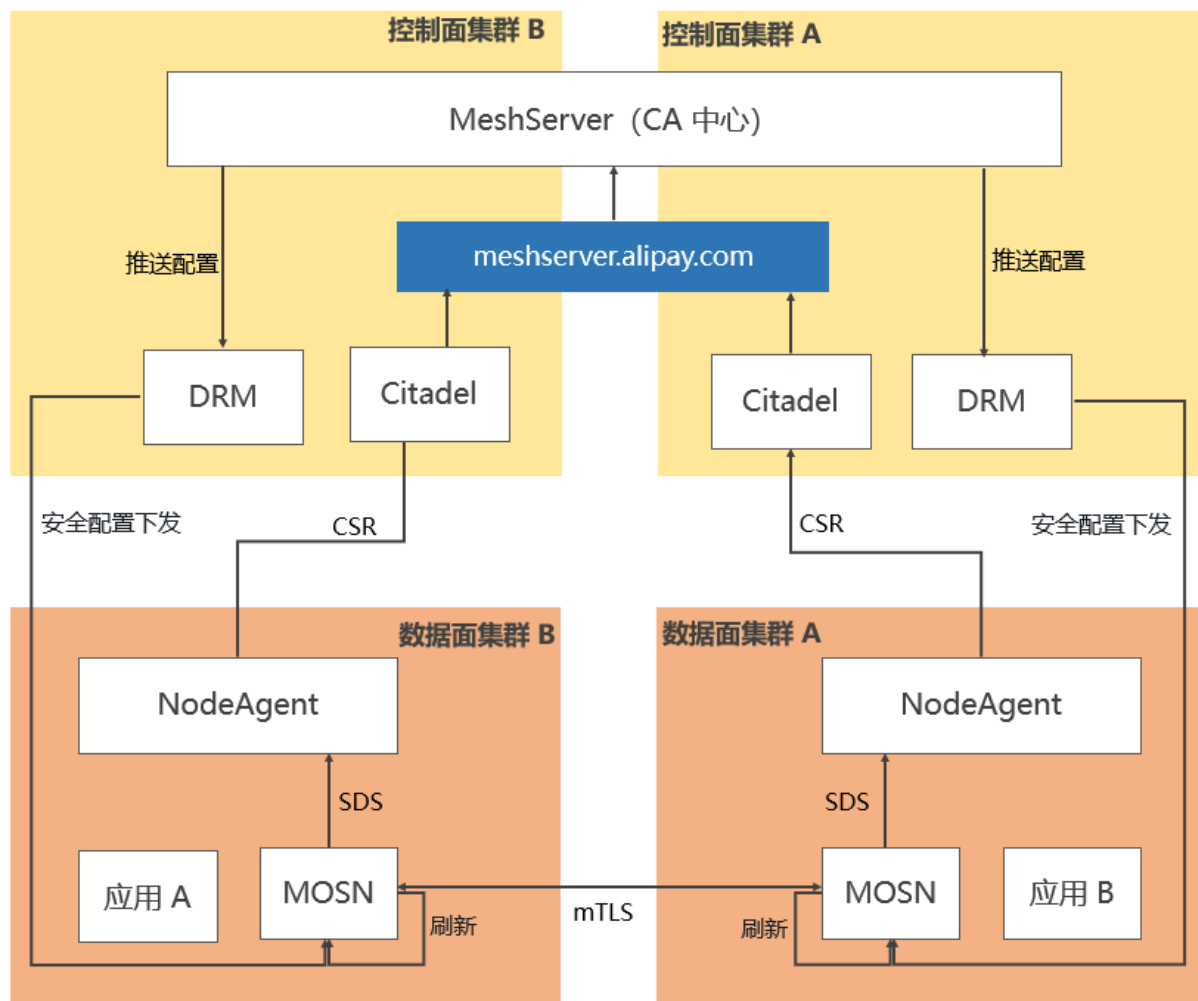 控制面集群 B
控制面集群 A
MeshServer（CA 中心）
meshserver.alipay.com
推送配置
推送配置
DRM
Citadel
Citadel
DRM
安全配置下发
CSR
CSR
安全配置下发
数据面集群 B
数据面集群 A
NodeAgent
NodeAgent
SDS
SDS
应用 A
MOSN
MOSN
应用 B
mTLS
刷新
刷新